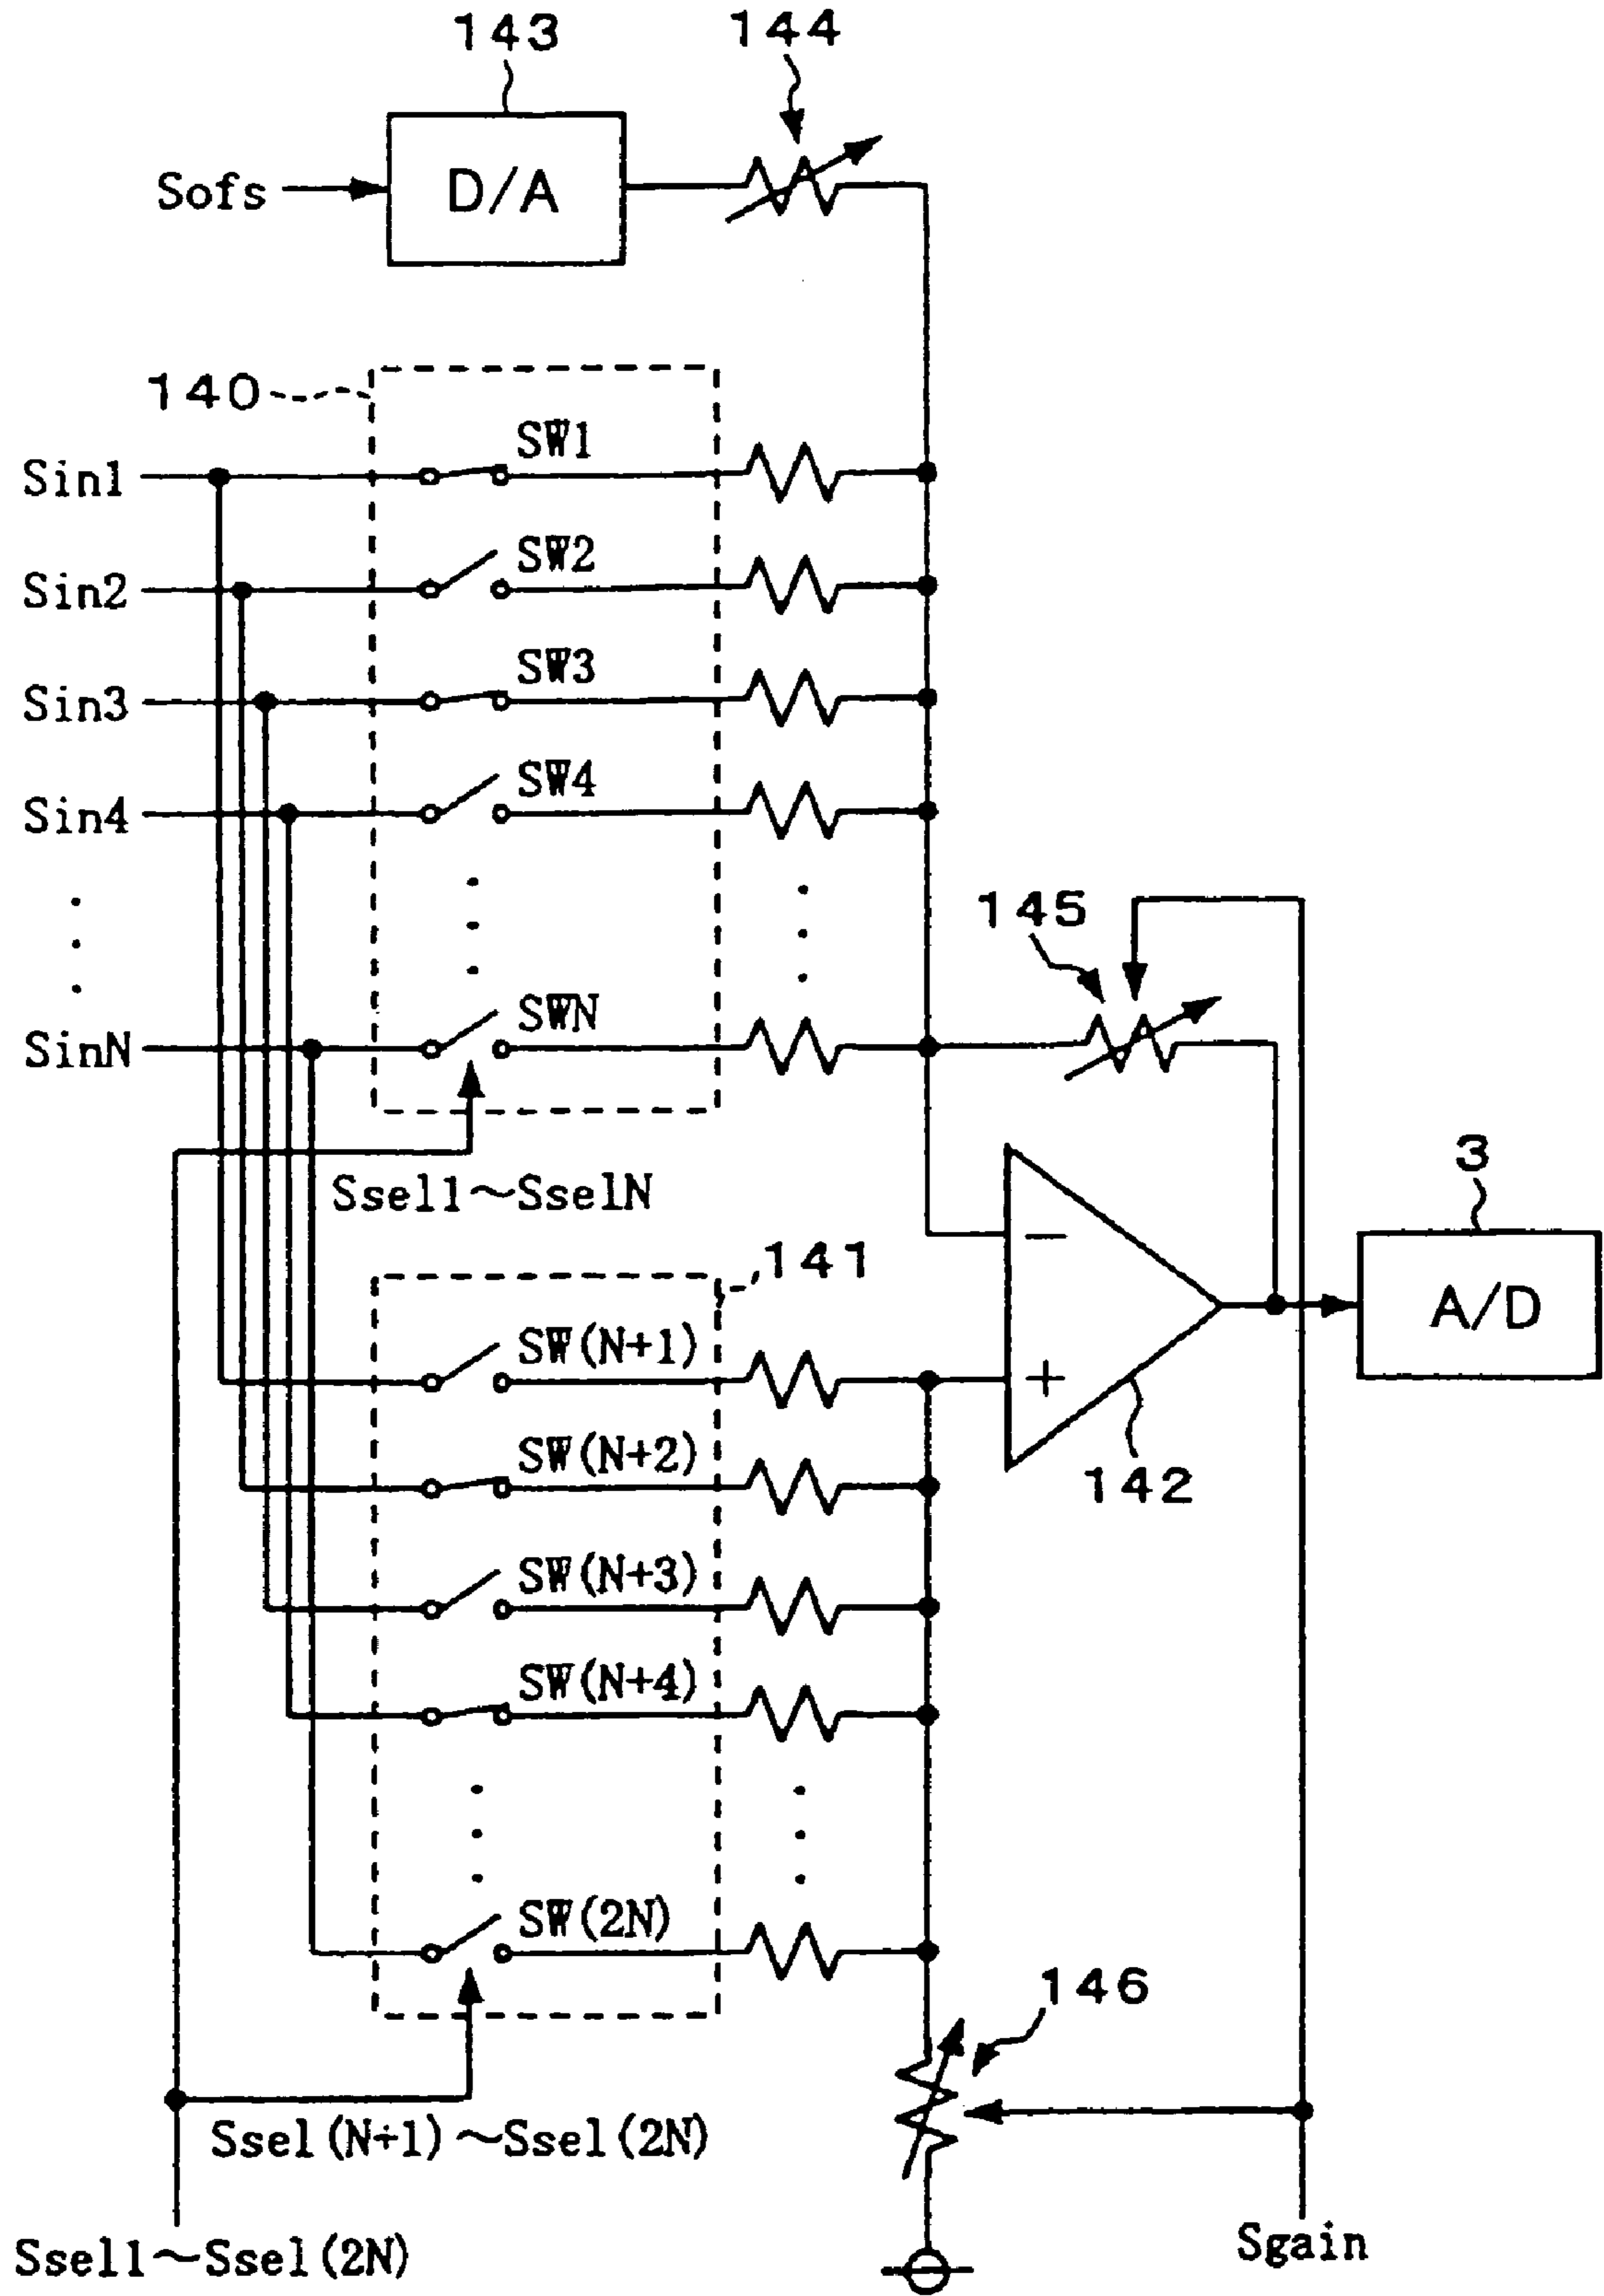 143
144
Sofs
D/A
140
SW1
Sin1
SW2
Sin2
SW3
Sin3
SW4
Sin4
145
SWN
SinN
Ssel1~SselN
3
141
−
A/D
SW(N+1)
+
SW(N+2)
142
SW(N+3)
SW(N+4)
SW(2N)
146
Ssel(N+1)~Ssel(2N)
Ssel1~Ssel(2N)
Sgain